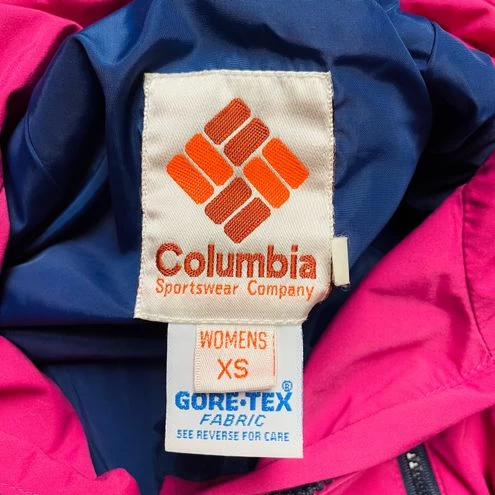 Columbia
Sportswear Company
WOMENS
XS
GORE-TEX®
FABRIC
SEE REVERSE FOR CARE